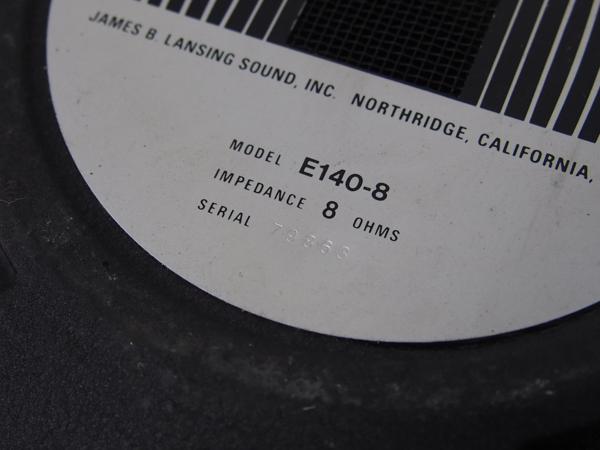 JAMES B. LANSING SOUND, INC. NORTHRIDGE, CALIFORNIA,
MODEL E140-8
IMPEDANCE 8 OHMS
SERIAL